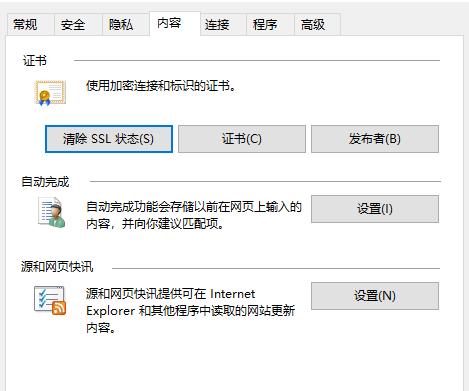 常规 安全 隐私 内容 连接 程序 高级
证书
使用加密连接和标识的证书。
清除 SSL 状态(S) 证书(C) 发布者(B)
自动完成
自动完成功能会存储以前在网页上输入的
内容，并向你建议匹配项。
设置(I)
源和网页快讯
源和网页快讯提供可在 Internet
Explorer 和其他程序中读取的网站更新
内容。
设置(N)